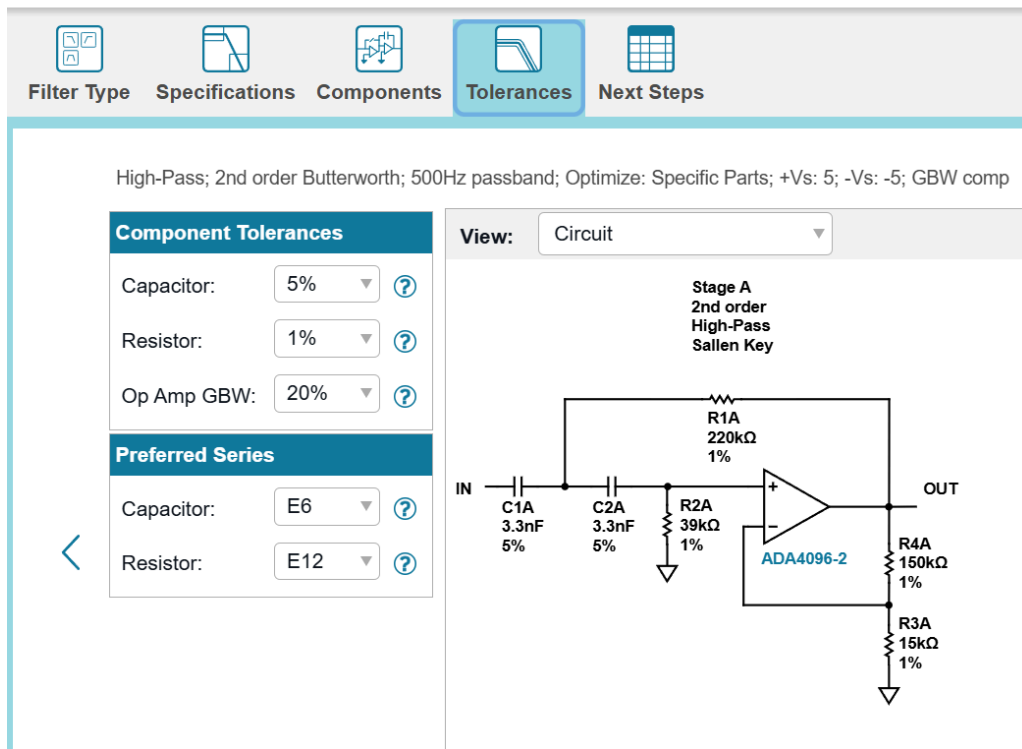 Filter Type Specifications Components Tolerances Next Steps
High-Pass; 2nd order Butterworth; 500Hz passband; Optimize: Specific Parts; +Vs: 5; -Vs: -5; GBW comp
Component Tolerances
Capacitor: 5% ?
Resistor: 1% ?
Op Amp GBW: 20% ?
Preferred Series
Capacitor: E6 ?
Resistor: E12 ?
View: Circuit
Stage A
2nd order
High-Pass
Sallen Key
R1A
220kΩ
1%
IN
C1A
3.3nF
5%
C2A
3.3nF
5%
R2A
39kΩ
1%
+
-
ADA4096-2
OUT
R4A
150kΩ
1%
R3A
15kΩ
1%